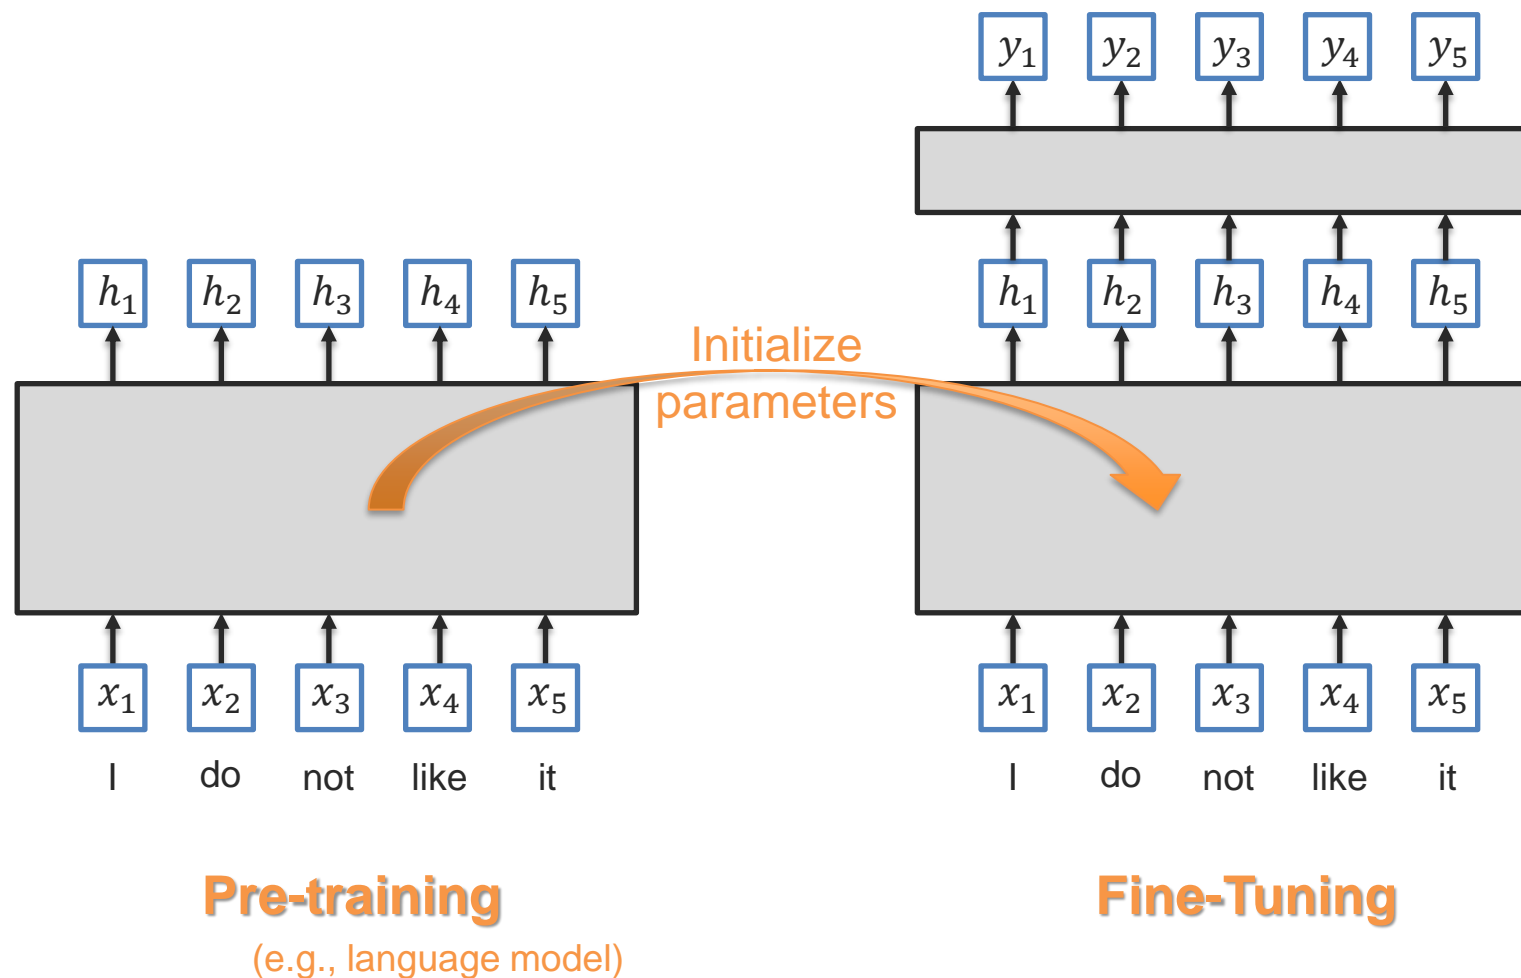 y₁ y₂ y₃ y₄ y₅
h₁ h₂ h₃ h₄ h₅
h₁ h₂ h₃ h₄ h₅
Initialize
parameters
x₁ x₂ x₃ x₄ x₅
x₁ x₂ x₃ x₄ x₅
I do not like it
I do not like it
Pre-training
(e.g., language model)
Fine-Tuning